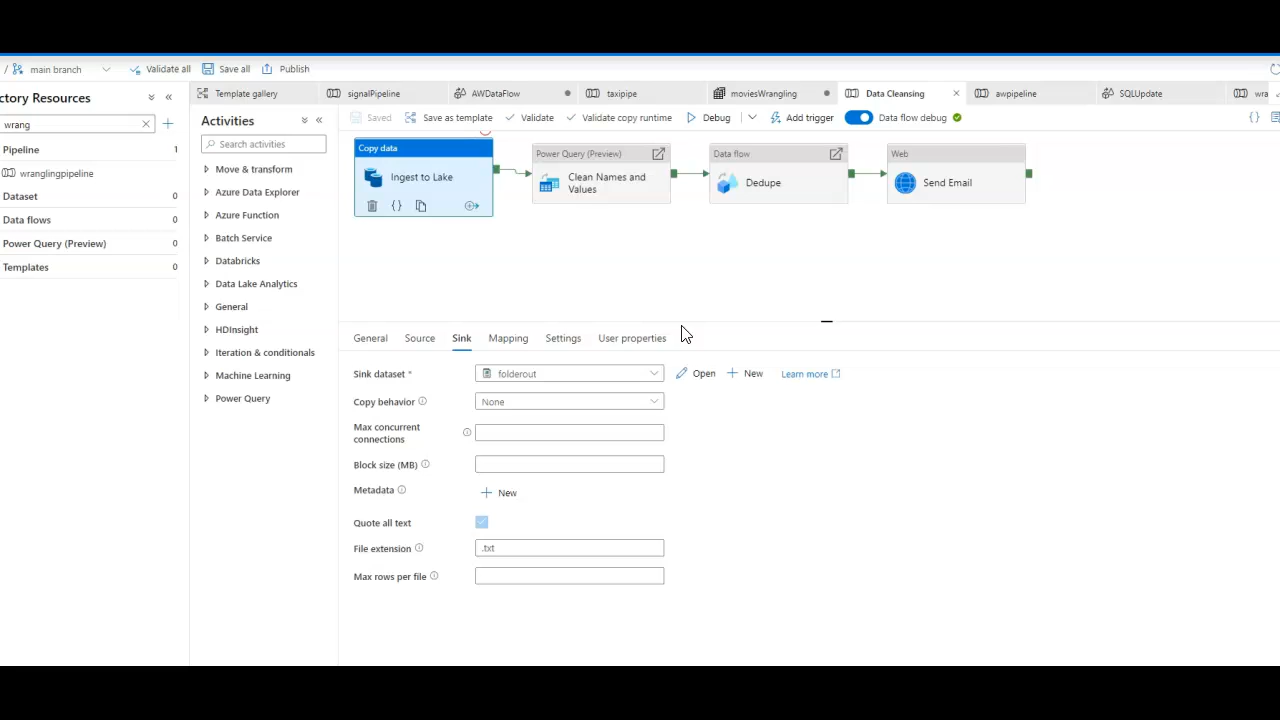 / main branch Validate all Save all Publish
ctory Resources
Template gallery signalPipeline AWDataFlow taxipipe moviesWrangling Data Cleansing awpipeline SQLUpdate wra
wrang
Pipeline 1
wranglingpipeline
Dataset 0
Data flows 0
Power Query (Preview) 0
Templates 0
Activities
Search activities
Move & transform
Azure Data Explorer
Azure Function
Batch Service
Databricks
Data Lake Analytics
General
HDInsight
Iteration & conditionals
Machine Learning
Power Query
Saved Save as template Validate Validate copy runtime Debug Add trigger Data flow debug {}
Copy data
Ingest to Lake
{}
Power Query (Preview)
Clean Names and
Values
Data flow
Dedupe
Web
Send Email
General Source Sink Mapping Settings User properties
Sink dataset * folderout Open New Learn more
Copy behavior None
Max concurrent
connections
Block size (MB)
Metadata New
Quote all text
File extension .txt
Max rows per file